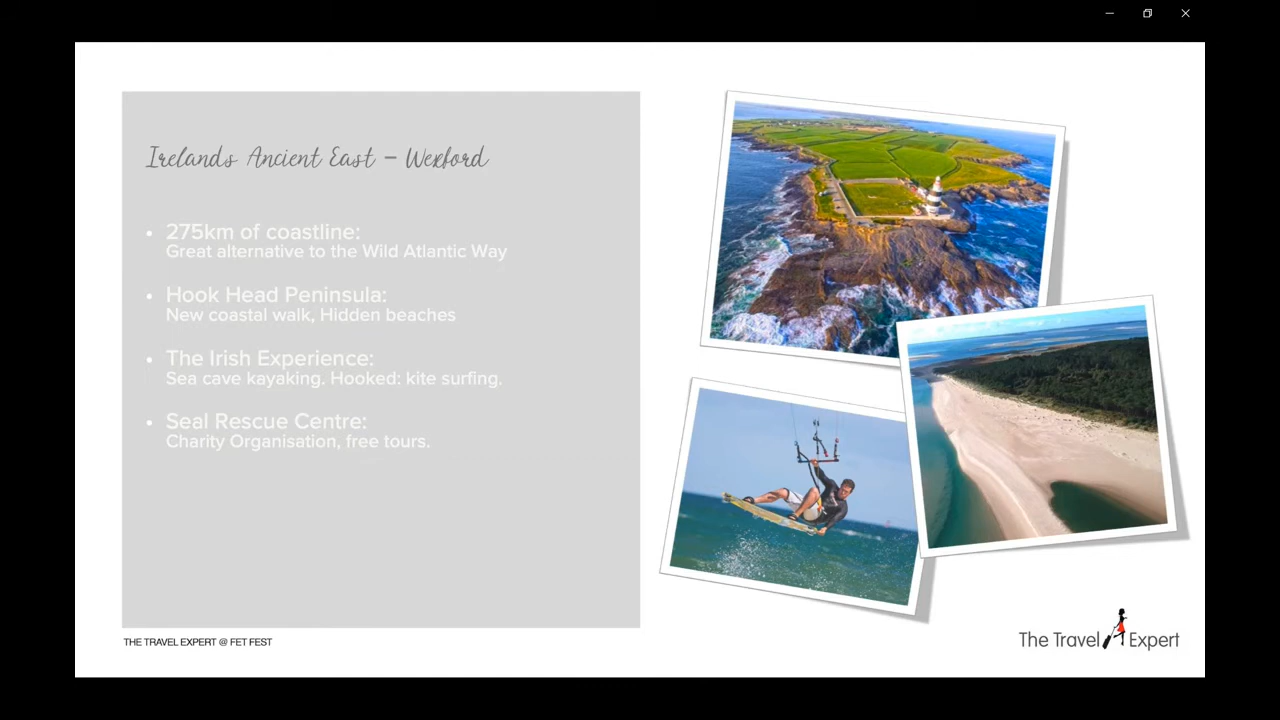 Irelands Ancient East – Wexford
• 275km of coastline:
Great alternative to the Wild Atlantic Way
• Hook Head Peninsula:
New coastal walk, Hidden beaches
• The Irish Experience:
Sea cave kayaking. Hooked: kite surfing.
• Seal Rescue Centre:
Charity Organisation, free tours.
THE TRAVEL EXPERT @ FET FEST
The Travel Expert